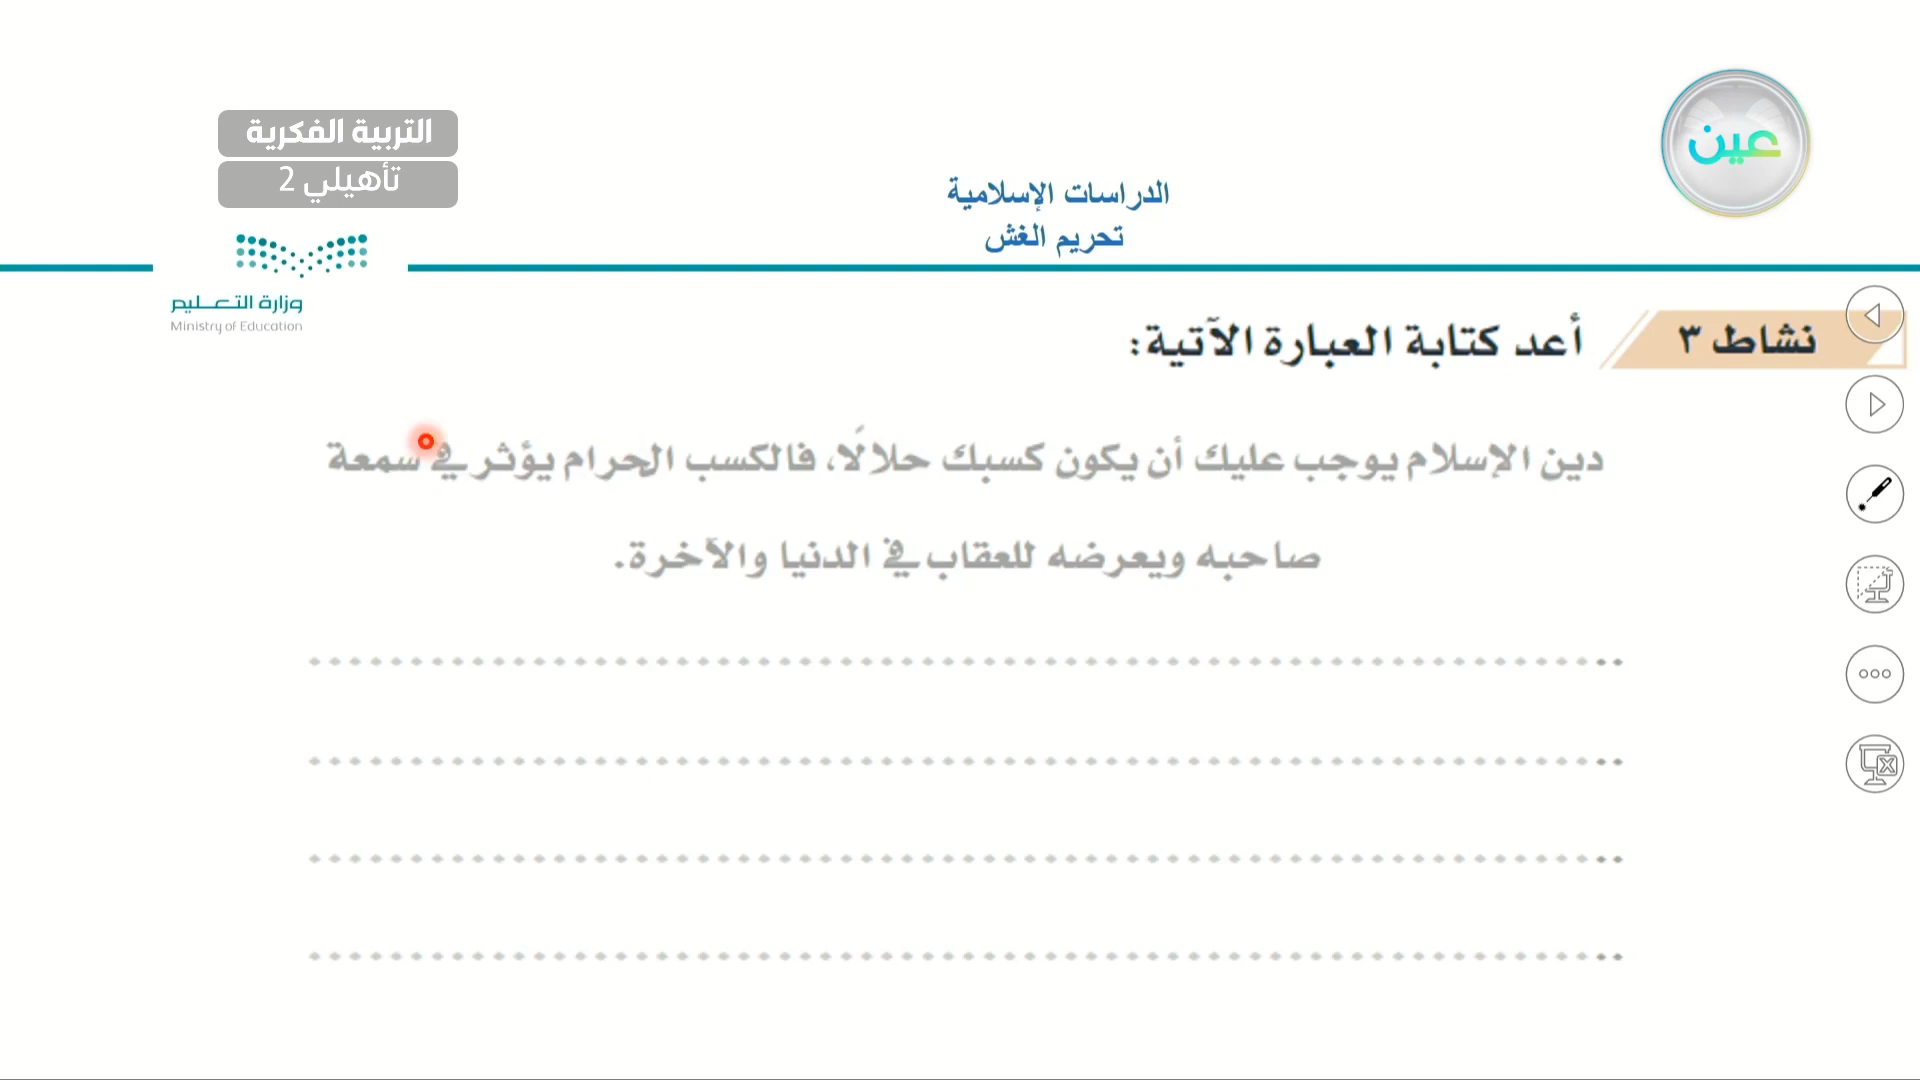 عين
التربية الفكرية
تأهيلي 2
الدراسات الإسلامية
تحريم الغش
وزارة التعليم
Ministry of Education
نشاط ٣
أعد كتابة العبارة الآتية:
دين الإسلام يوجب عليك أن يكون كسبك حلالًا، فالكسب الحرام يؤثر في سمعة
صاحبه ويعرضه للعقاب في الدنيا والآخرة.